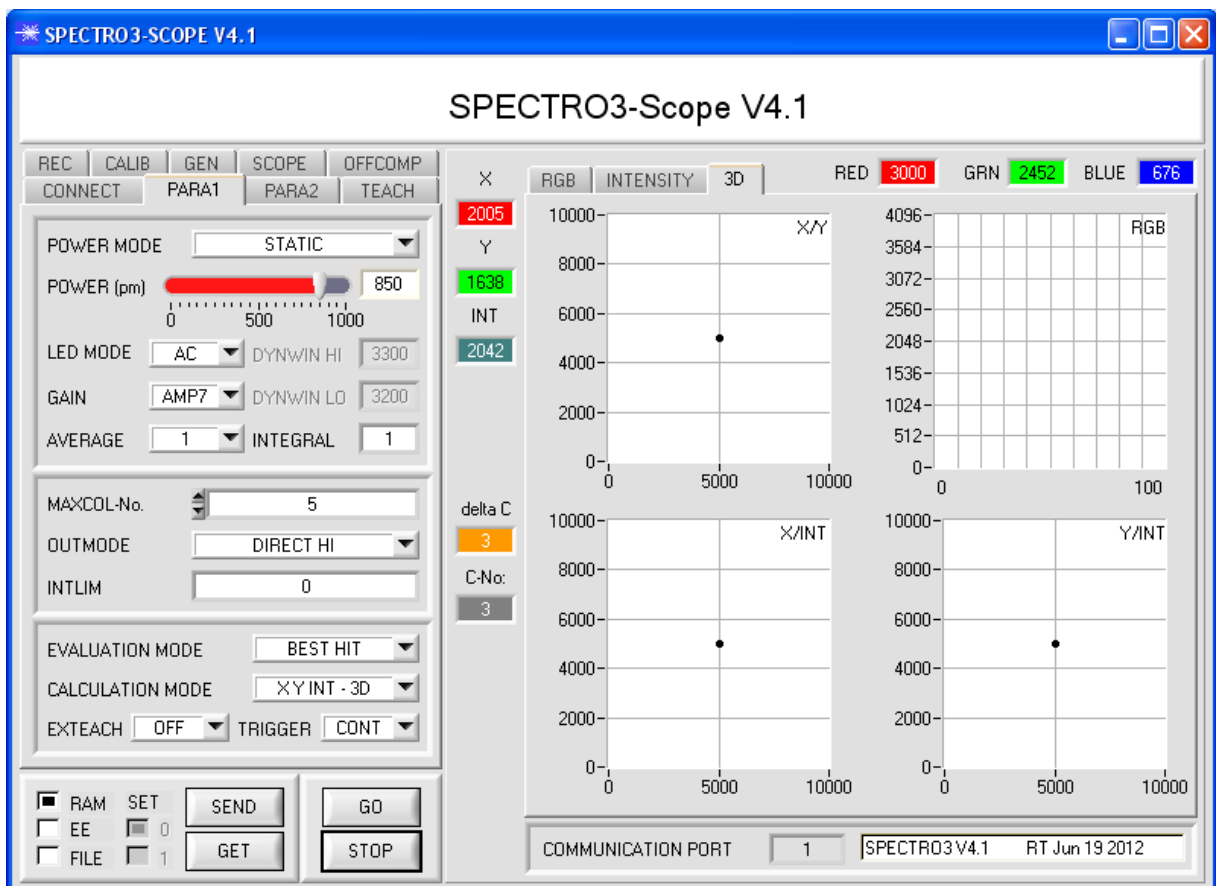 SPECTRO3-SCOPE V4.1
SPECTRO3-Scope V4.1
REC CALIB GEN SCOPE OFFCOMP
CONNECT PARA1 PARA2 TEACH
POWER MODE STATIC
POWER (pm) 850
0 500 1000
LED MODE AC DYNWIN HI 3300
GAIN AMP7 DYNWIN LO 3200
AVERAGE 1 INTEGRAL 1
MAXCOL-No. 5
OUTMODE DIRECT HI
INTLIM 0
EVALUATION MODE BEST HIT
CALCULATION MODE X Y INT - 3D
EXTEACH OFF TRIGGER CONT
RAM SET SEND GO
EE 0
FILE 1 GET STOP
X
2005
Y
1638
INT
2042
delta C
3
C-No:
3
RGB INTENSITY 3D RED 3000 GRN 2452 BLUE 676
X/Y
10000
8000
6000
4000
2000
0
0 5000 10000
RGB
4096
3584
3072
2560
2048
1536
1024
512
0
0 100
X/INT
10000
8000
6000
4000
2000
0
0 5000 10000
Y/INT
10000
8000
6000
4000
2000
0
0 5000 10000
COMMUNICATION PORT 1 SPECTRO3 V4.1 RT Jun 19 2012